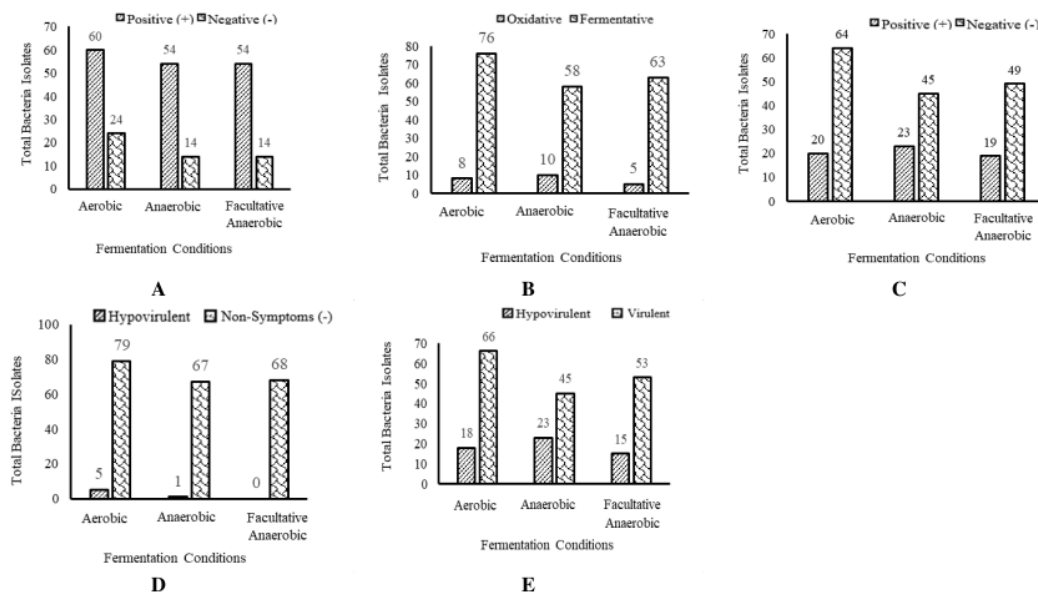 Positive (+) Negative (-)
Total Bacteria Isolates
70
60
50
40
30
20
10
0
60
24
54
14
54
14
Aerobic
Anaerobic
Facultative
Anaerobic
Fermentation Conditions
A
Oxidative Fermentative
Total Bacteria Isolates
80
70
60
50
40
30
20
10
0
8
76
10
58
5
63
Aerobic
Anaerobic
Facultative
Anaerobic
Fermentation Conditions
B
Positive (+) Negative (-)
Total Bacteria Isolates
70
60
50
40
30
20
10
0
20
64
23
45
19
49
Aerobic
Anaerobic
Facultative
Anaerobic
Fermentation Conditions
C
Hypovirulent Non-Symptoms (-)
Total Bacteria ISolates
100
80
60
40
20
0
5
79
1
67
0
68
Aerobic
Anaerobic
Facultative
Anaerobic
Fermentation Conditions
D
Hypovirulent Virulent
Total Bacteria Isolates
70
60
50
40
30
20
10
0
18
66
23
45
15
53
Aerobic
Anaerobic
Facultative
Anaerobic
Fermentation Conditions
E